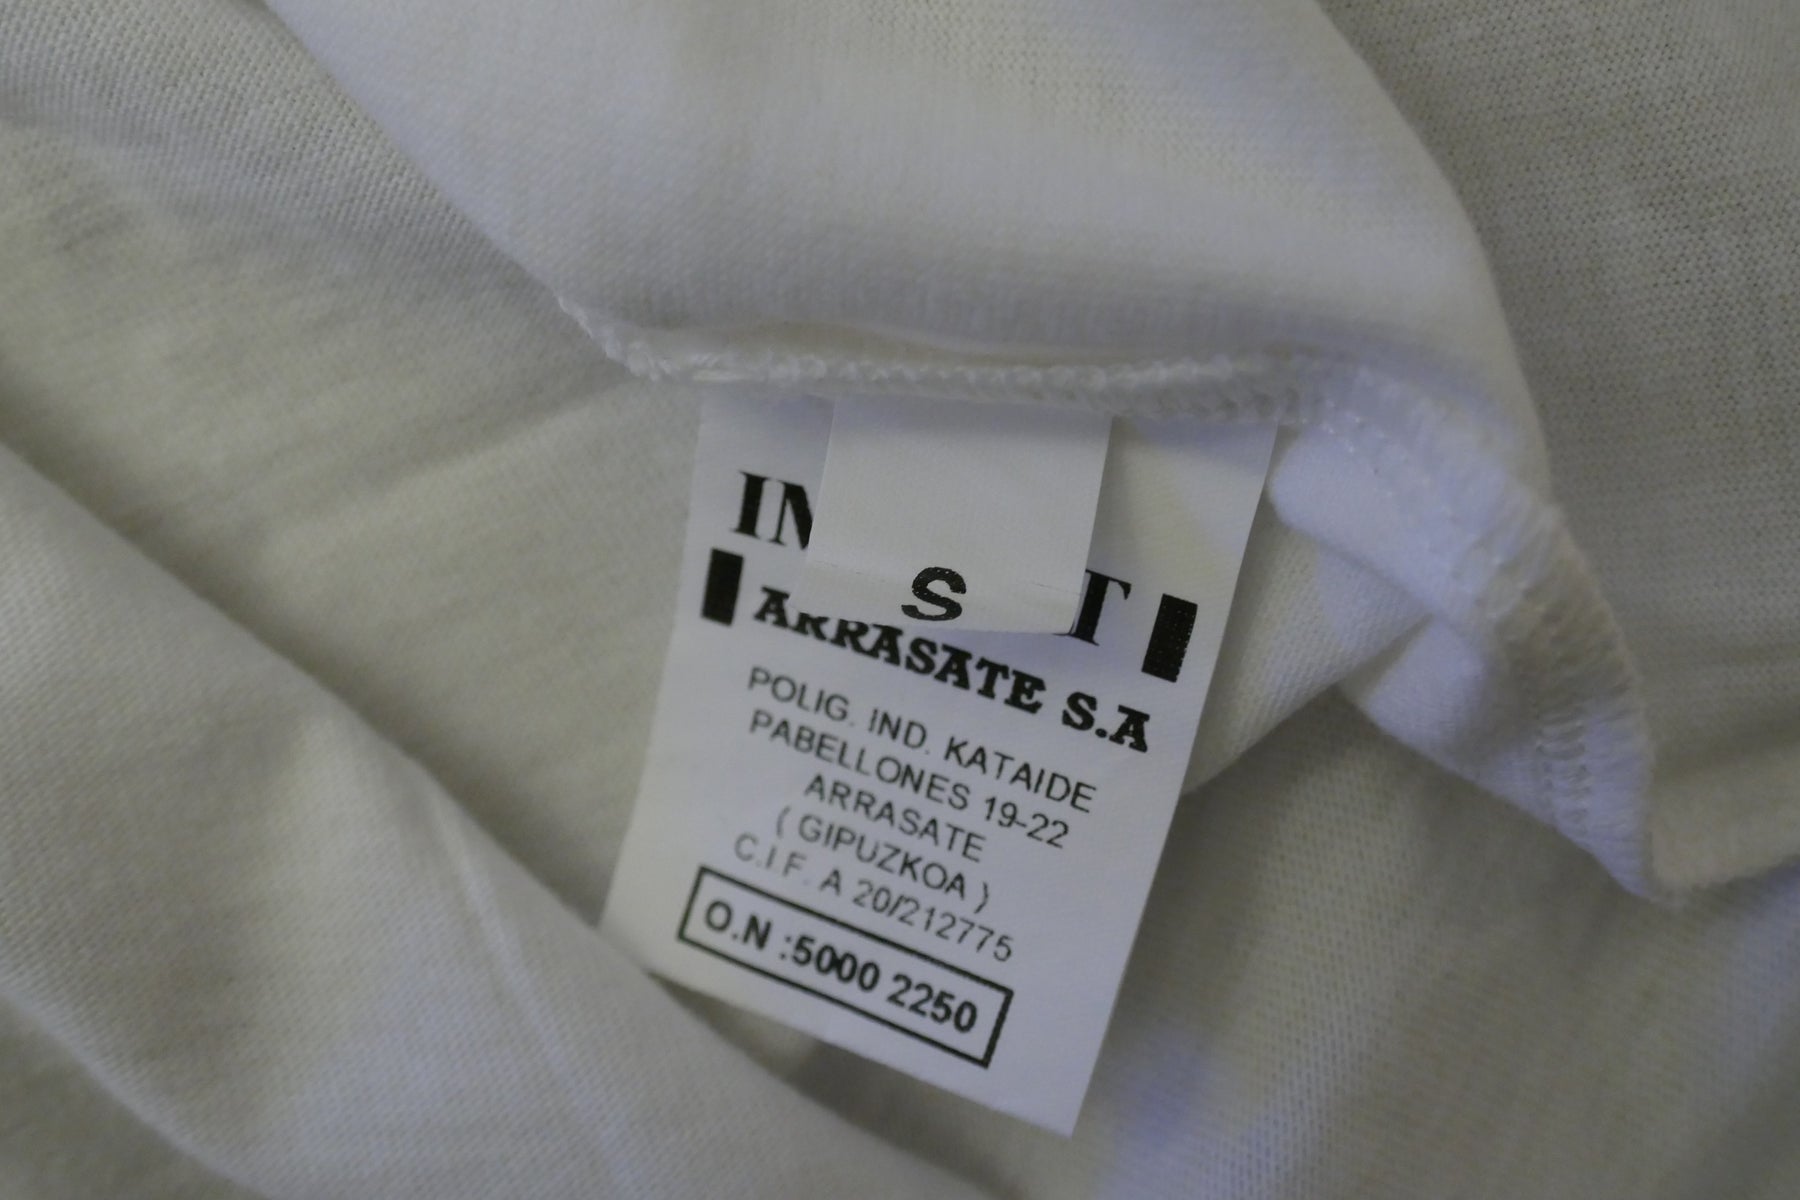 S
ARRASATE S.A
POLIG. IND. KATAIDE
PABELLONES 19-22
ARRASATE
( GIPUZKOA )
C.I.F. A 20/212775
O.N :5000 2250